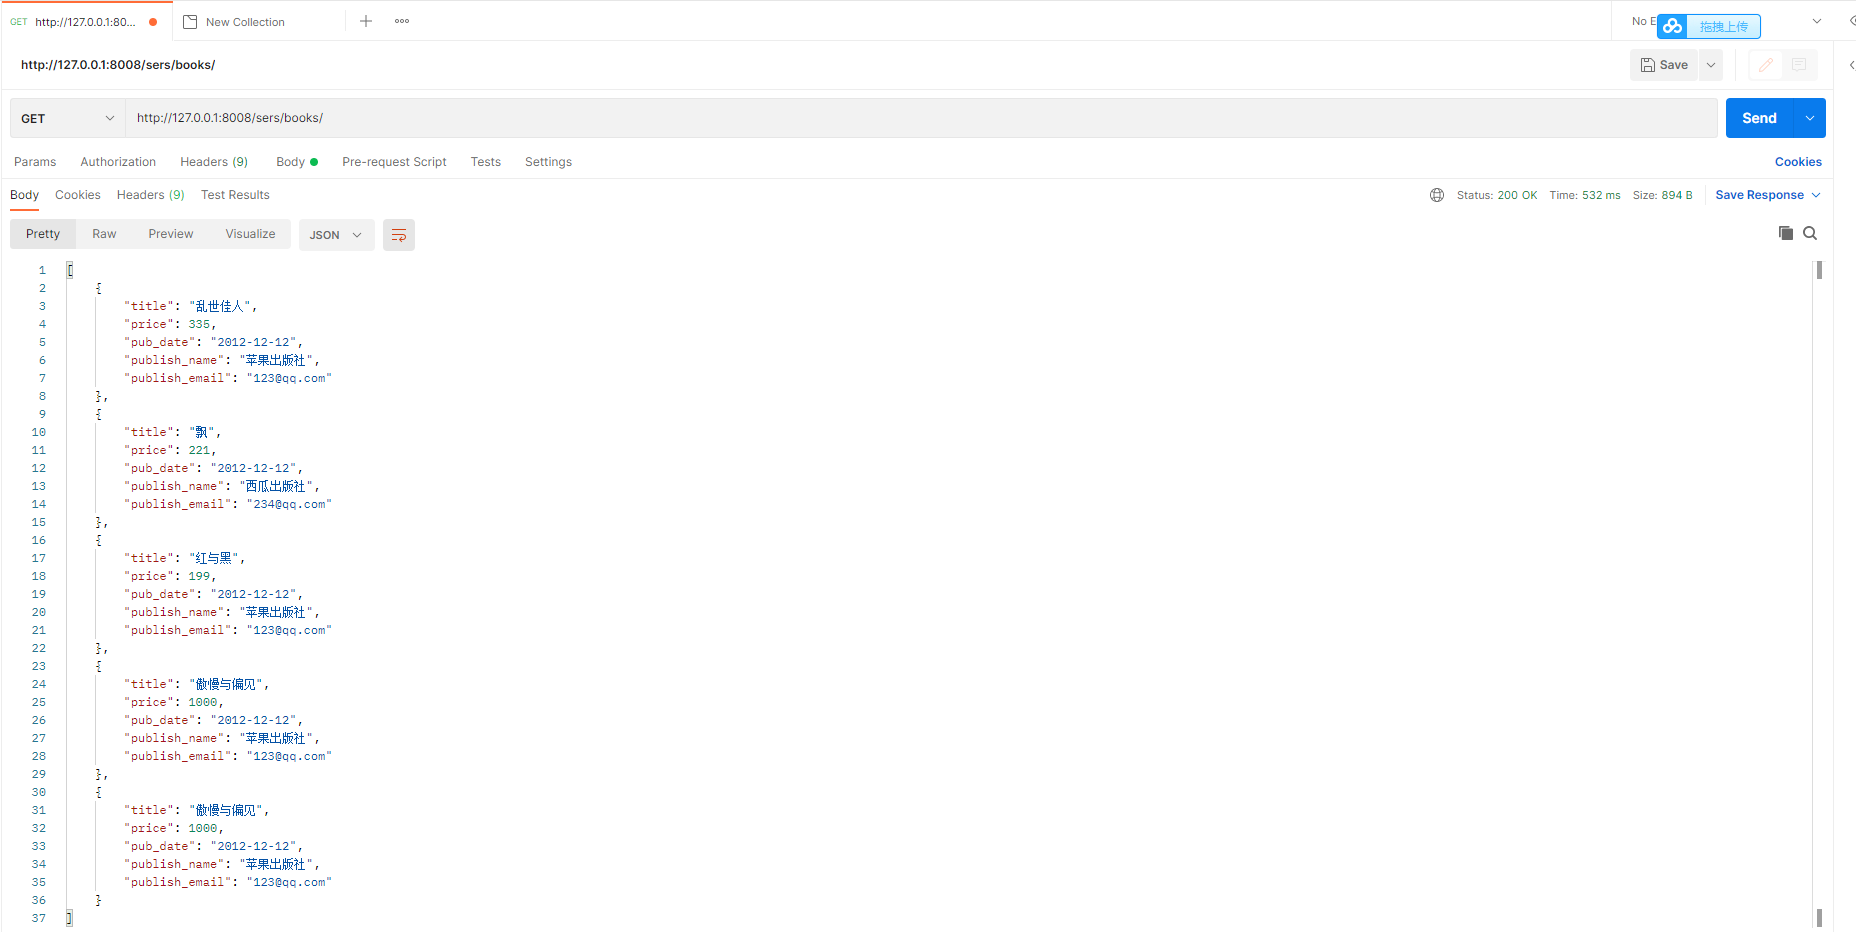 GET http://127.0.0.1:80... New Collection No E 拖拽上传
http://127.0.0.1:8008/sers/books/ Save
GET http://127.0.0.1:8008/sers/books/ Send
Params Authorization Headers (9) Body Pre-request Script Tests Settings Cookies
Body Cookies Headers (9) Test Results Status: 200 OK Time: 532 ms Size: 894 B Save Response
Pretty Raw Preview Visualize JSON
1 [
2 {
3 "title": "乱世佳人",
4 "price": 335,
5 "pub_date": "2012-12-12",
6 "publish_name": "苹果出版社",
7 "publish_email": "123@qq.com"
8 },
9 {
10 "title": "飘",
11 "price": 221,
12 "pub_date": "2012-12-12",
13 "publish_name": "西瓜出版社",
14 "publish_email": "234@qq.com"
15 },
16 {
17 "title": "红与黑",
18 "price": 199,
19 "pub_date": "2012-12-12",
20 "publish_name": "苹果出版社",
21 "publish_email": "123@qq.com"
22 },
23 {
24 "title": "傲慢与偏见",
25 "price": 1000,
26 "pub_date": "2012-12-12",
27 "publish_name": "苹果出版社",
28 "publish_email": "123@qq.com"
29 },
30 {
31 "title": "傲慢与偏见",
32 "price": 1000,
33 "pub_date": "2012-12-12",
34 "publish_name": "苹果出版社",
35 "publish_email": "123@qq.com"
36 }
37 ]